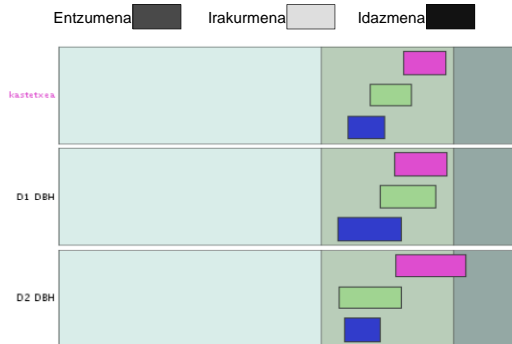 Entzumena Irakurmena Idazmena
kastetxea
D1 DBH
D2 DBH